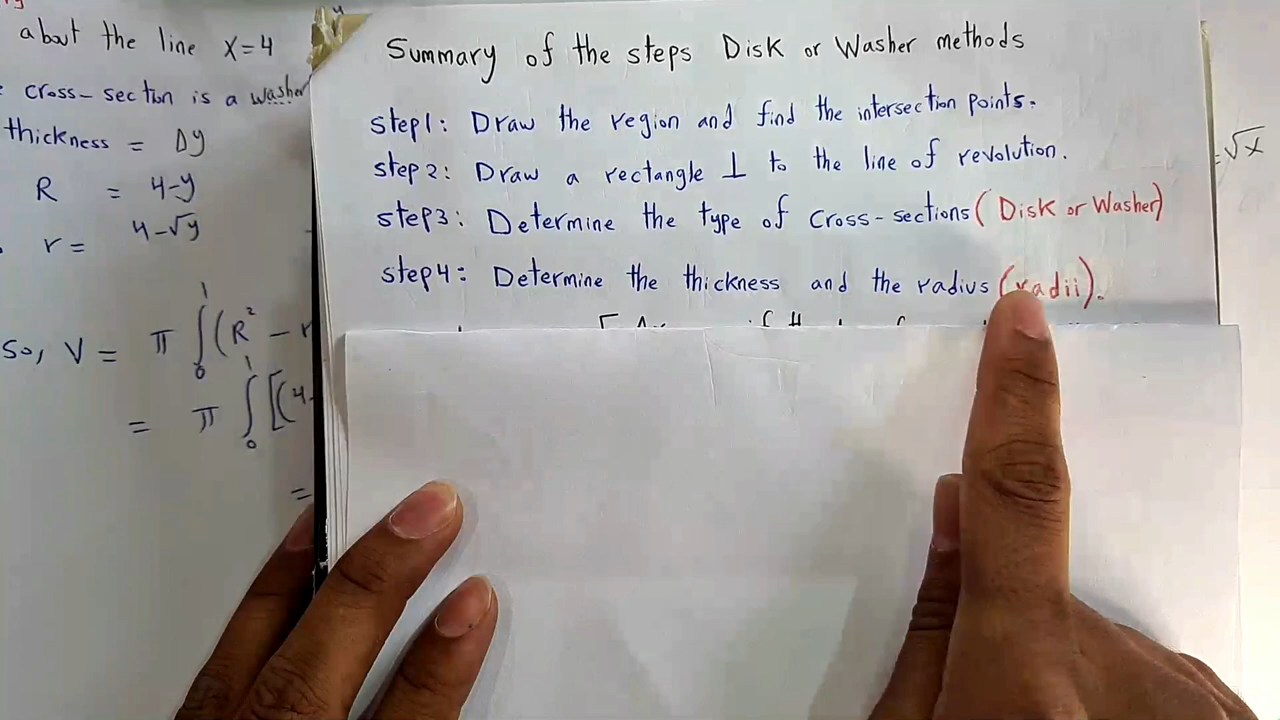 about the line x=4
cross-section is a washer
thickness = Δy
R = 4-y
r = 4-√y
so, V = π ∫₀¹ (R² - r
= π ∫₀¹ [(4-
=
Summary of the steps Disk or Washer methods
step1: Draw the region and find the intersection points.
step2: Draw a rectangle ⊥ to the line of revolution.
step3: Determine the type of cross-sections (Disk or Washer)
step4: Determine the thickness and the radius (radii).
=√x